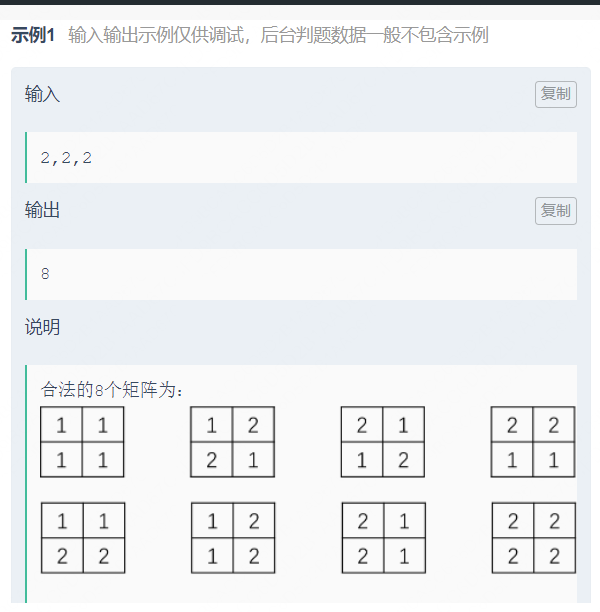 示例1 输入输出示例仅供调试，后台判题数据一般不包含示例
输入 复制
2,2,2
输出 复制
8
说明
合法的8个矩阵为：
1 1 1 2 2 1 2 2
1 1 2 1 1 2 1 1
1 1 1 2 2 1 2 2
2 2 1 2 2 1 2 2